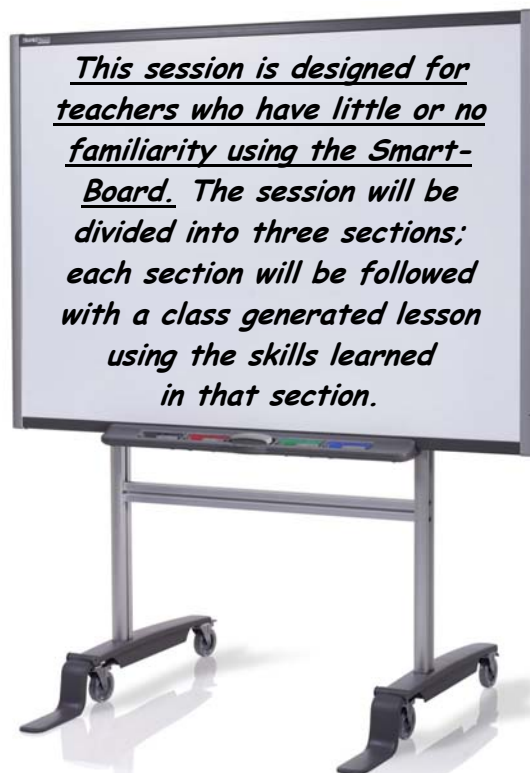 This session is designed for
teachers who have little or no
familiarity using the Smart-
Board. The session will be
divided into three sections;
each section will be followed
with a class generated lesson
using the skills learned
in that section.